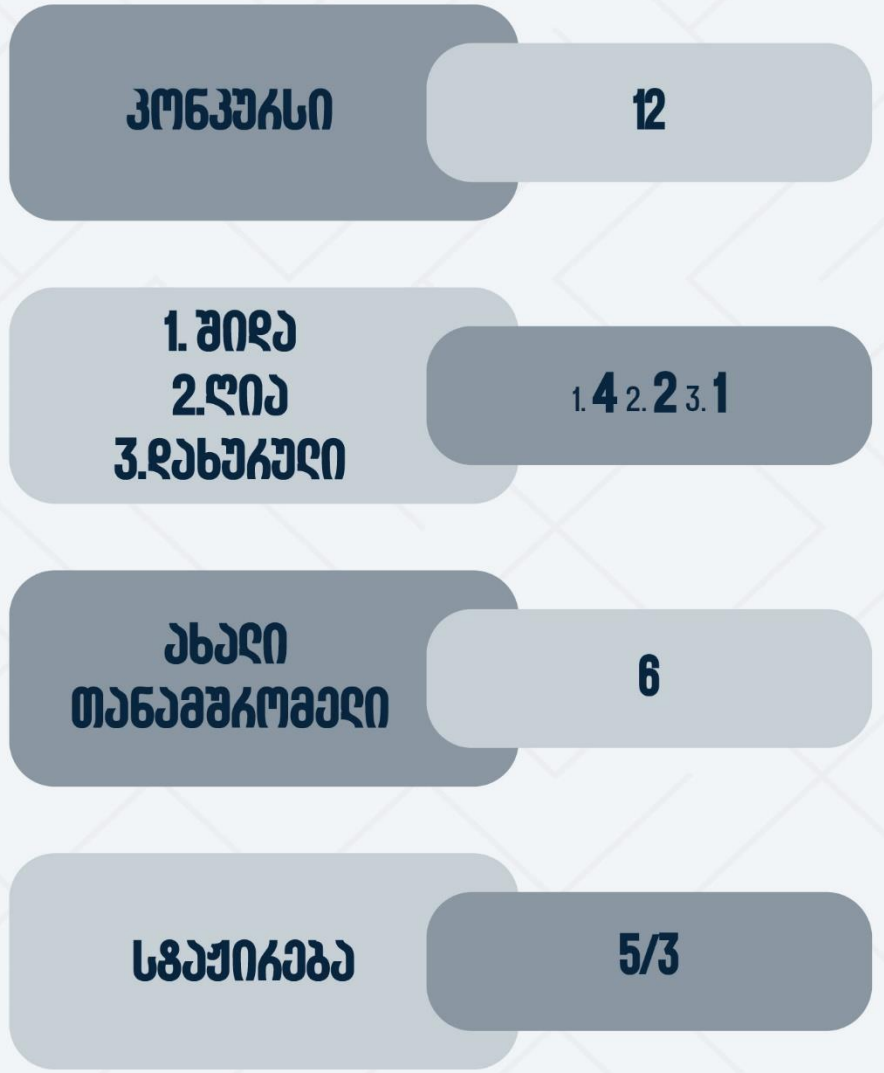 კონკურსი
12
1. შიდა
2.ღია
3.დახურული
1. 4 2. 2 3. 1
ახალი
თანამშრომელი
6
სტაჟირება
5/3